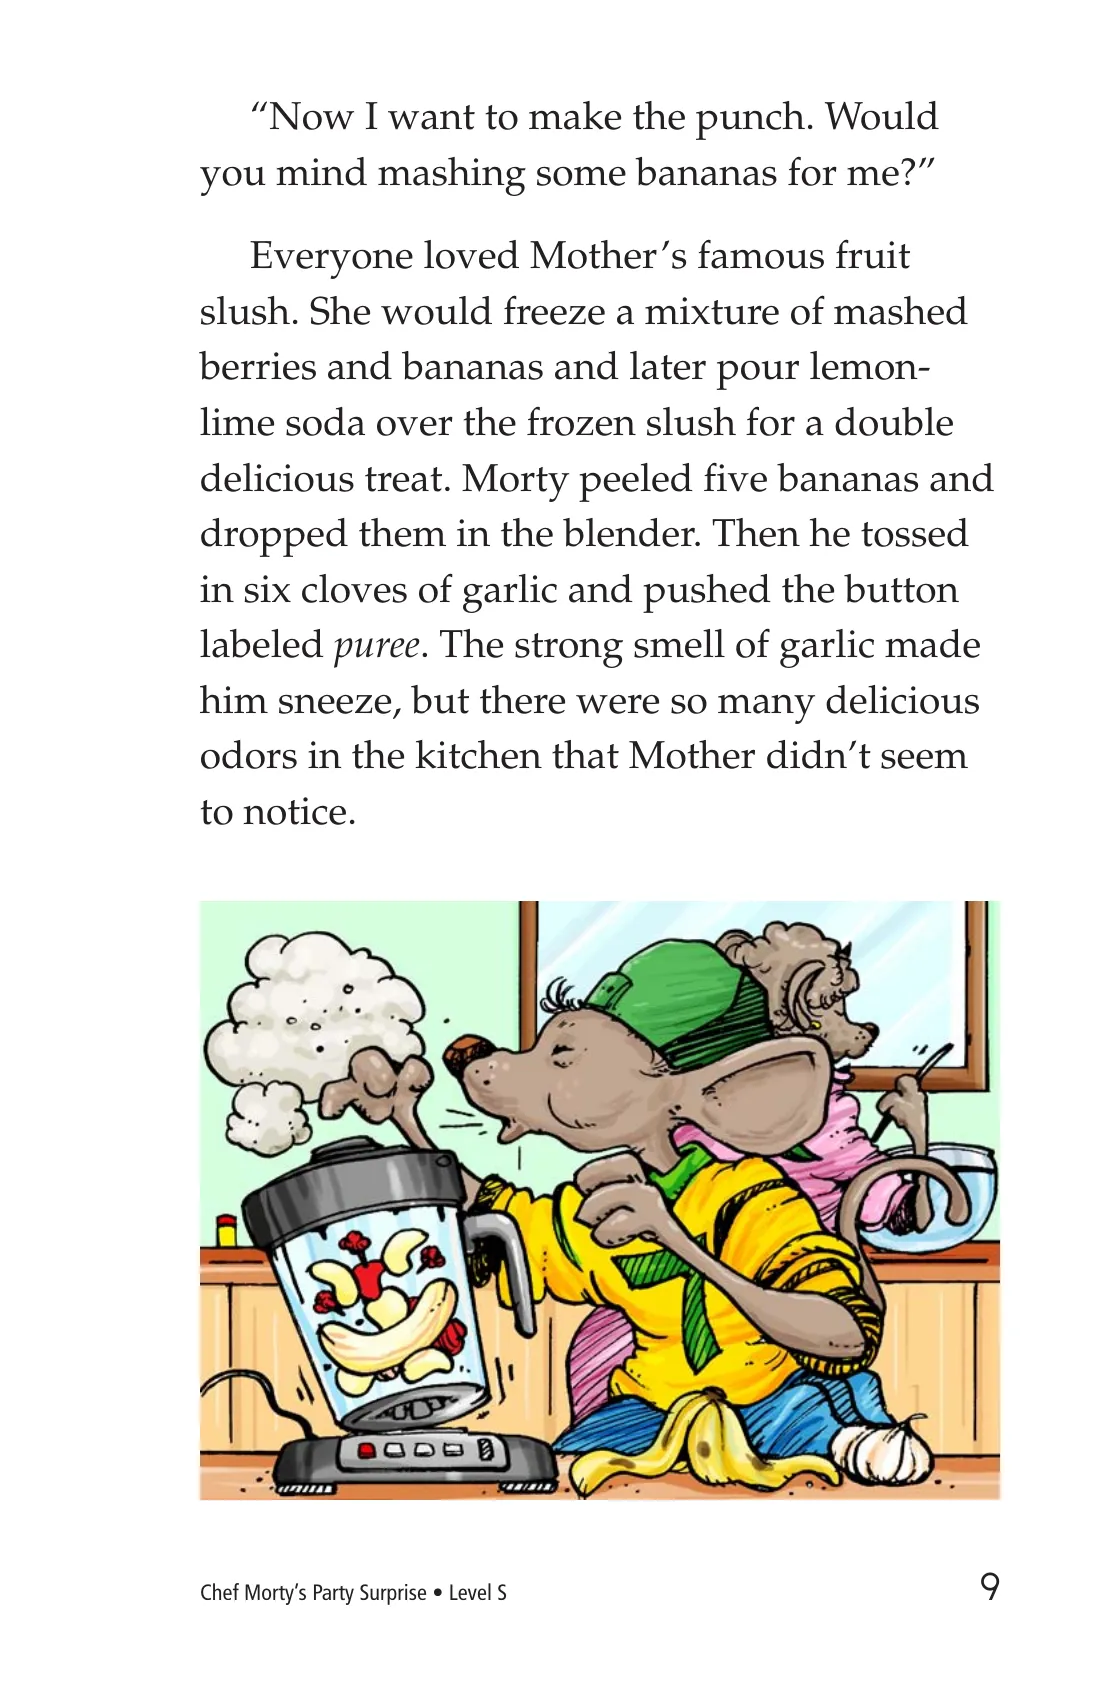 “Now I want to make the punch. Would
you mind mashing some bananas for me?”
Everyone loved Mother’s famous fruit
slush. She would freeze a mixture of mashed
berries and bananas and later pour lemon-
lime soda over the frozen slush for a double
delicious treat. Morty peeled five bananas and
dropped them in the blender. Then he tossed
in six cloves of garlic and pushed the button
labeled puree. The strong smell of garlic made
him sneeze, but there were so many delicious
odors in the kitchen that Mother didn’t seem
to notice.
Chef Morty’s Party Surprise • Level S
9